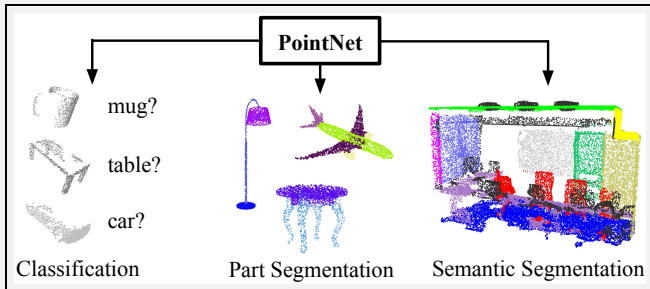 PointNet
mug?
table?
car?
Classification
Part Segmentation
Semantic Segmentation